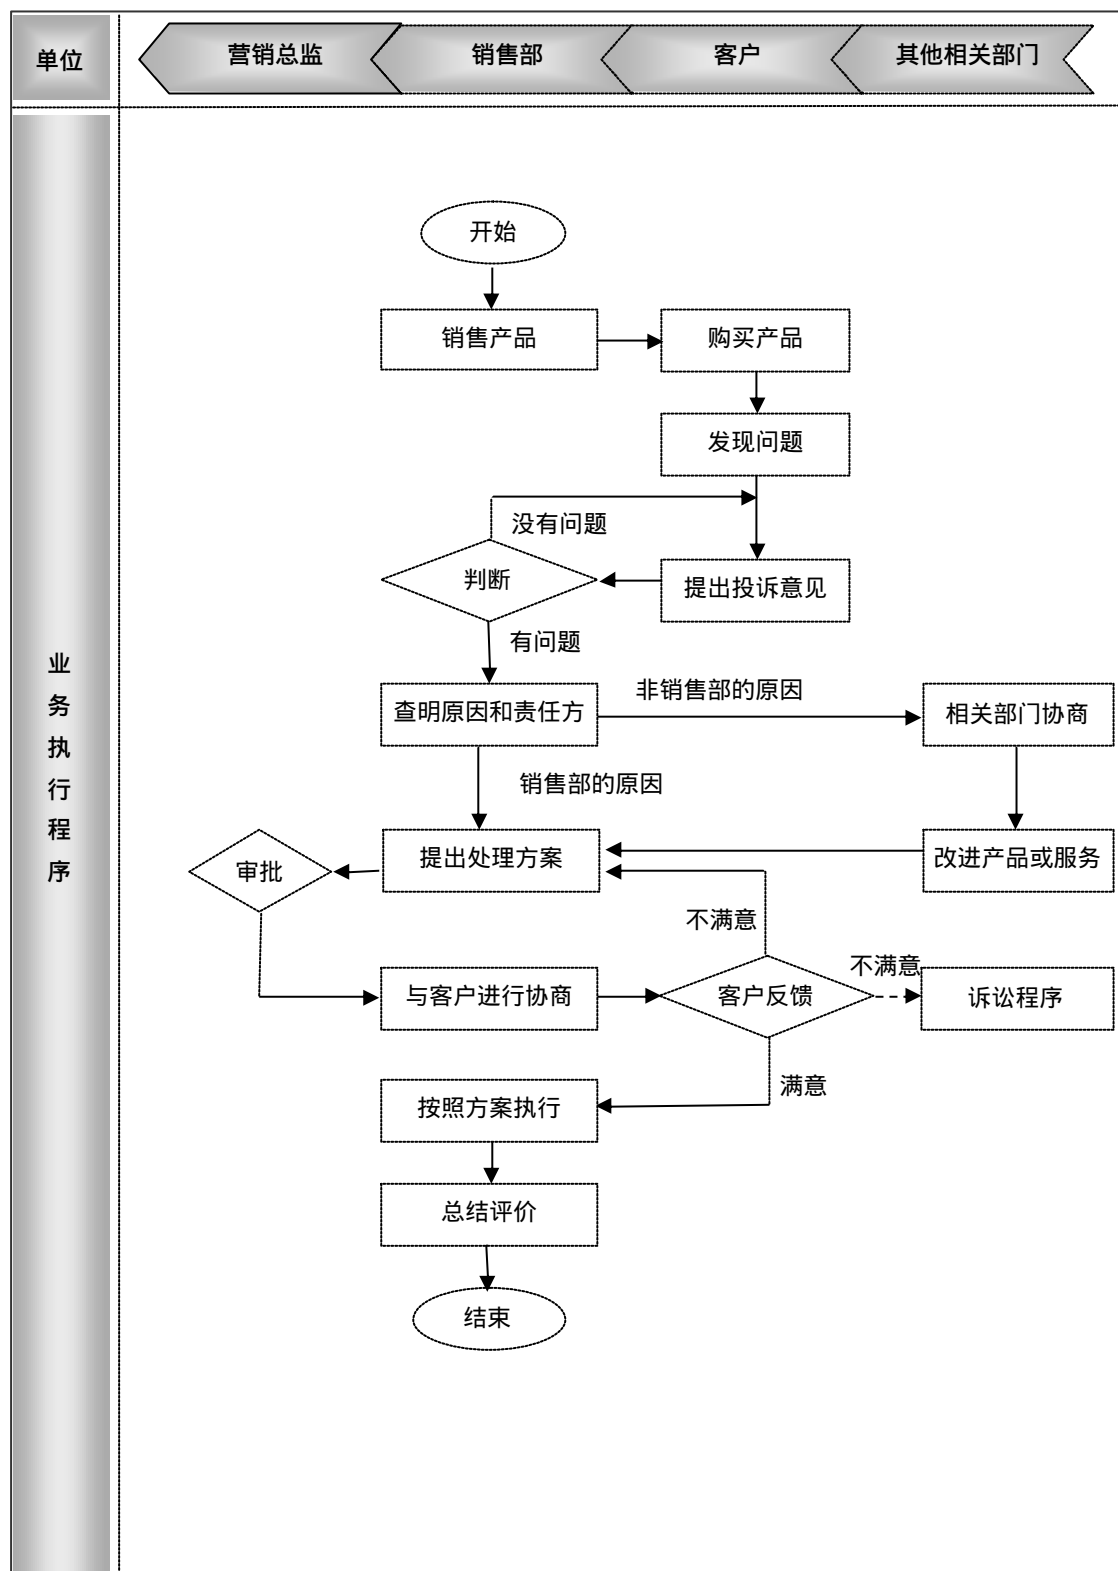 单位
营销总监
销售部
客户
其他相关部门
业
务
执
行
程
序
开始
销售产品
购买产品
发现问题
没有问题
判断
提出投诉意见
有问题
非销售部的原因
查明原因和责任方
相关部门协商
销售部的原因
审批
提出处理方案
改进产品或服务
不满意
不满意
与客户进行协商
客户反馈
诉讼程序
满意
按照方案执行
总结评价
结束